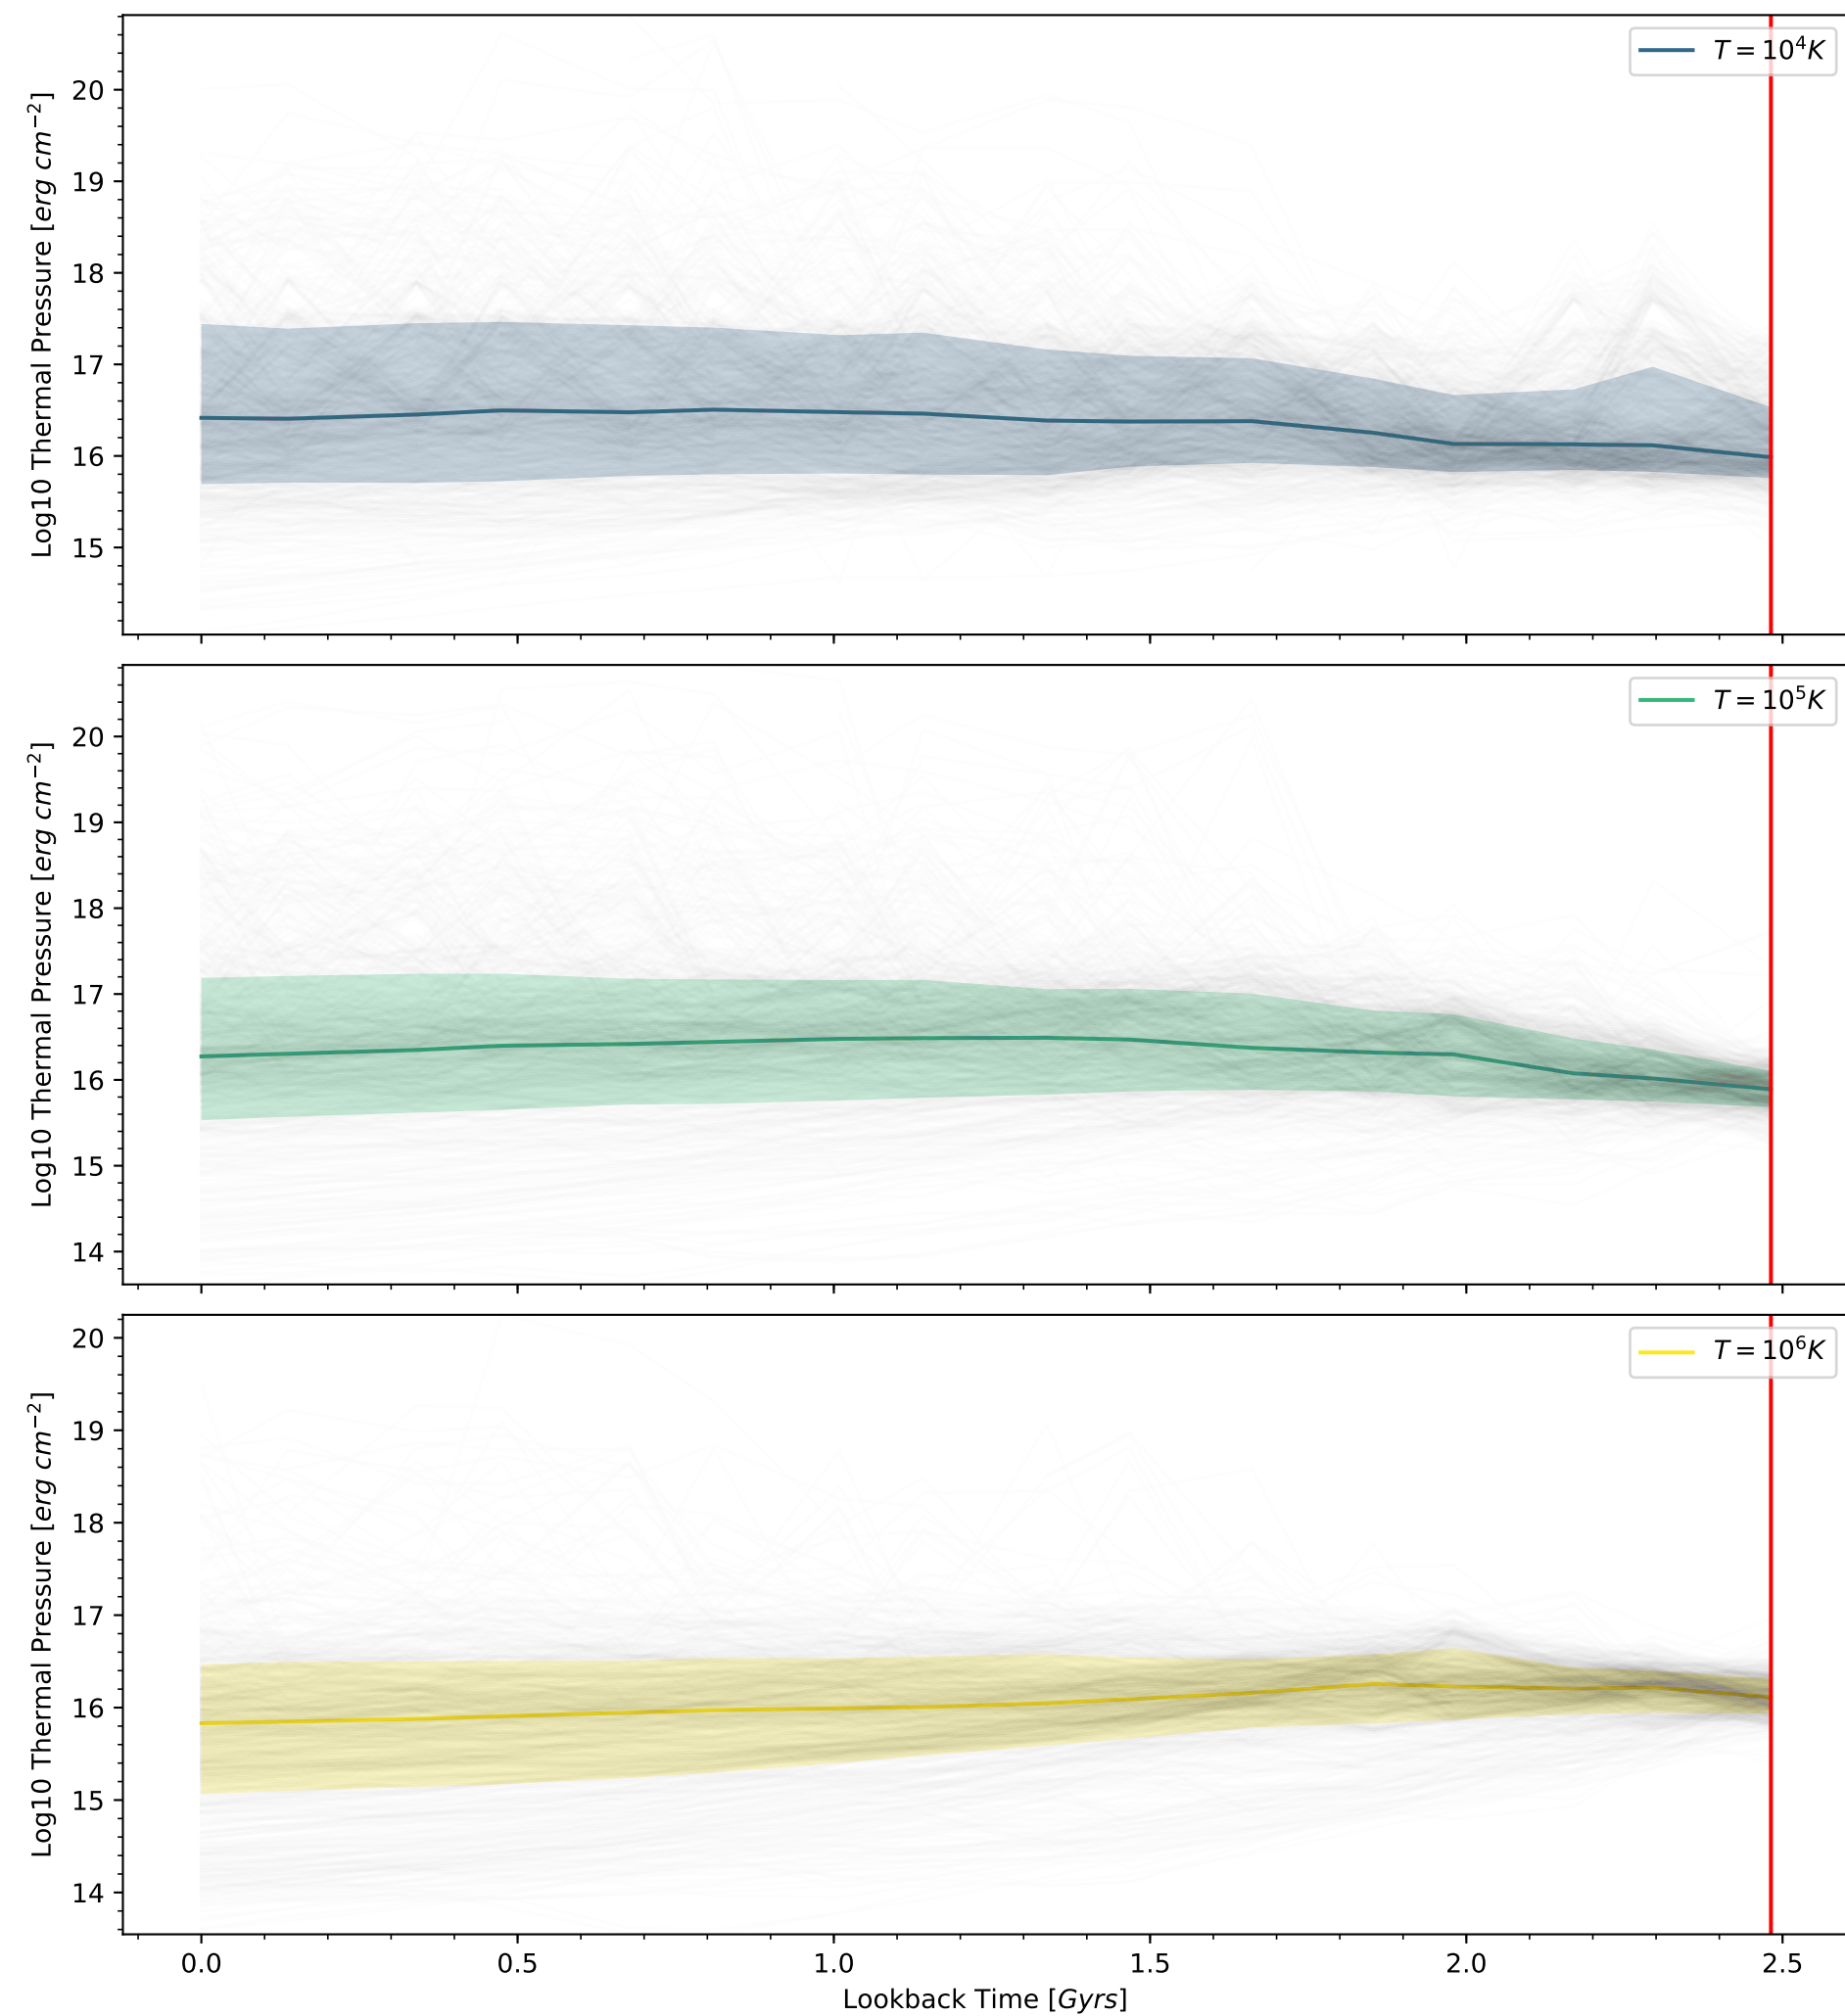 T = 10⁴K
20
19
18
17
16
15
Log10 Thermal Pressure [erg cm⁻²]
T = 10⁵K
20
19
18
17
16
15
14
Log10 Thermal Pressure [erg cm⁻²]
T = 10⁶K
20
19
18
17
16
15
14
Log10 Thermal Pressure [erg cm⁻²]
0.0 0.5 1.0 1.5 2.0 2.5
Lookback Time [Gyrs]